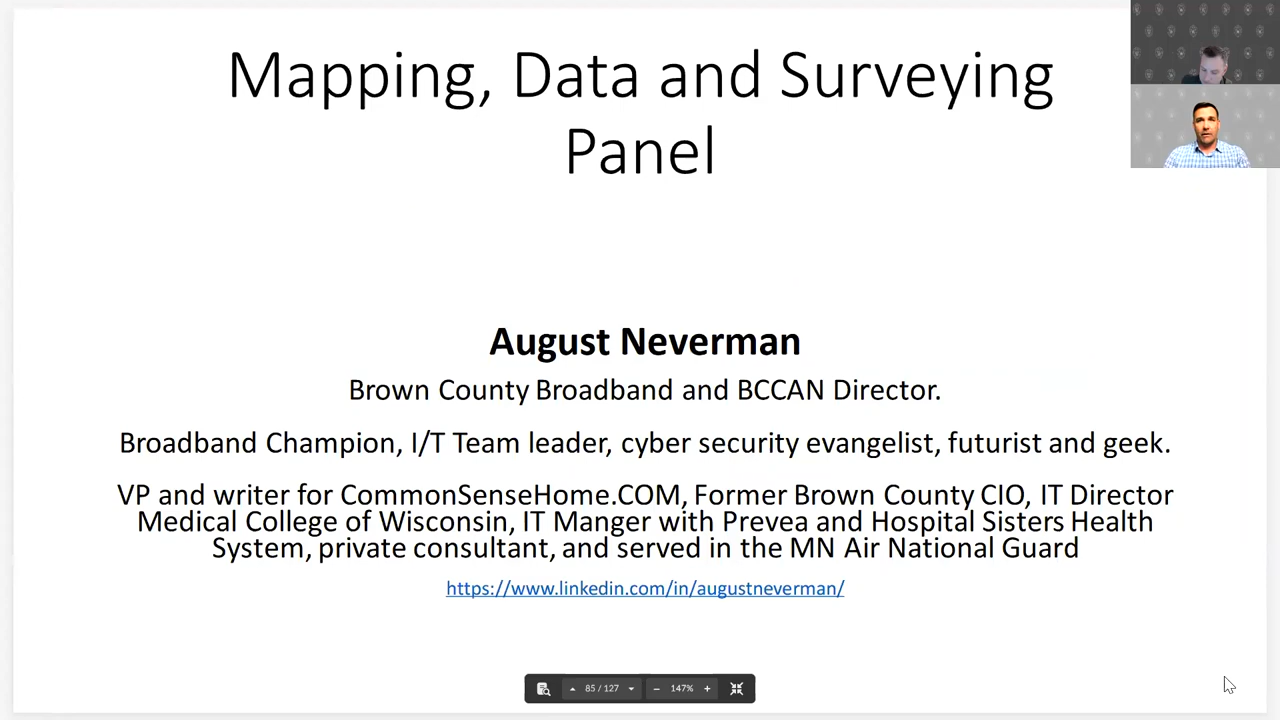 Mapping, Data and Surveying
Panel
August Neverman
Brown County Broadband and BCCAN Director.
Broadband Champion, I/T Team leader, cyber security evangelist, futurist and geek.
VP and writer for CommonSenseHome.COM, Former Brown County CIO, IT Director
Medical College of Wisconsin, IT Manger with Prevea and Hospital Sisters Health
System, private consultant, and served in the MN Air National Guard
https://www.linkedin.com/in/augustneverman/
85 / 127
147%